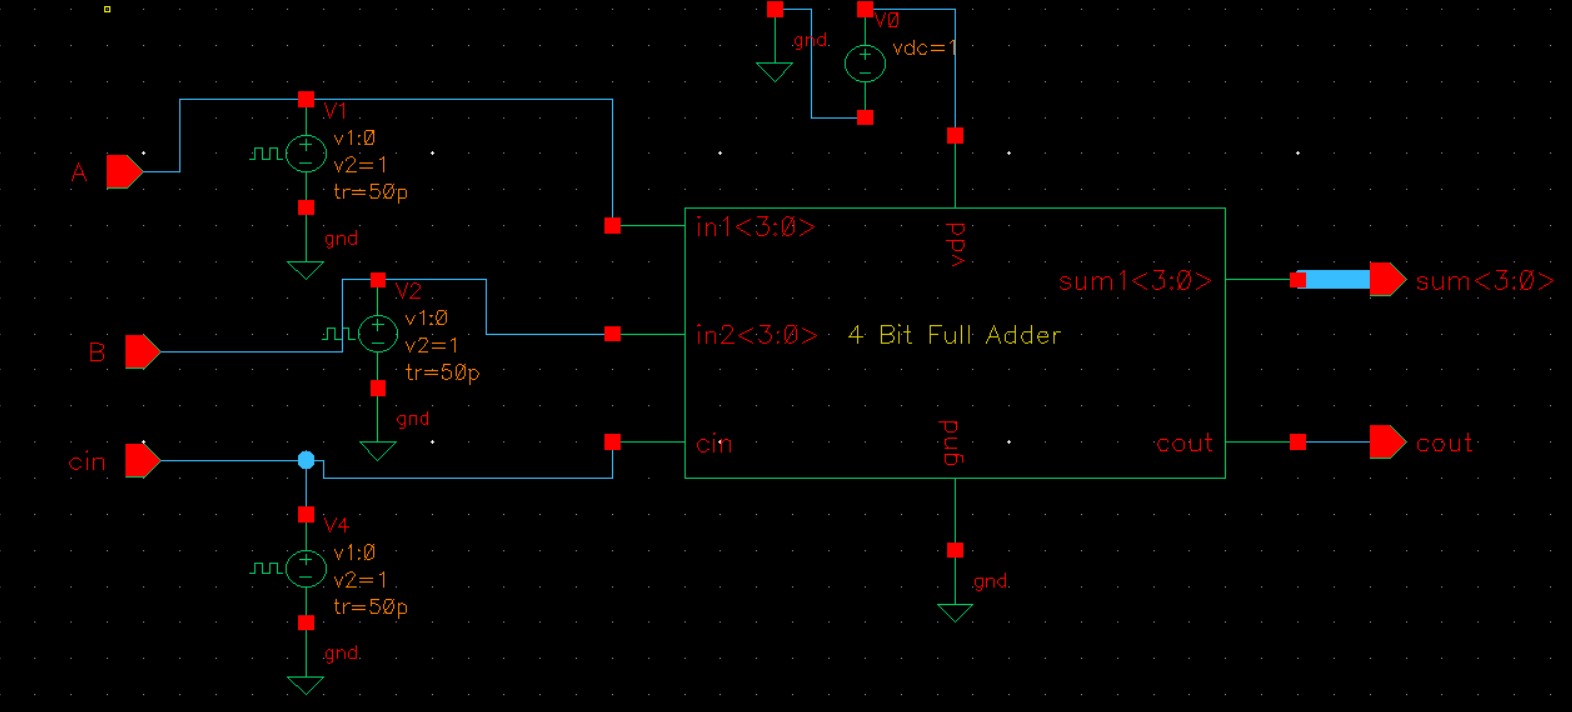 V0
gnd
vdc=1
V1
v1:0
v2=1
tr=50p
A
gnd
in1<3:0>
vdd
sum1<3:0>
sum<3:0>
V2
v1:0
v2=1
tr=50p
B
in2<3:0>
4 Bit Full Adder
gnd
cin
cin
gnd
cout
cout
V4
v1:0
v2=1
tr=50p
gnd
gnd